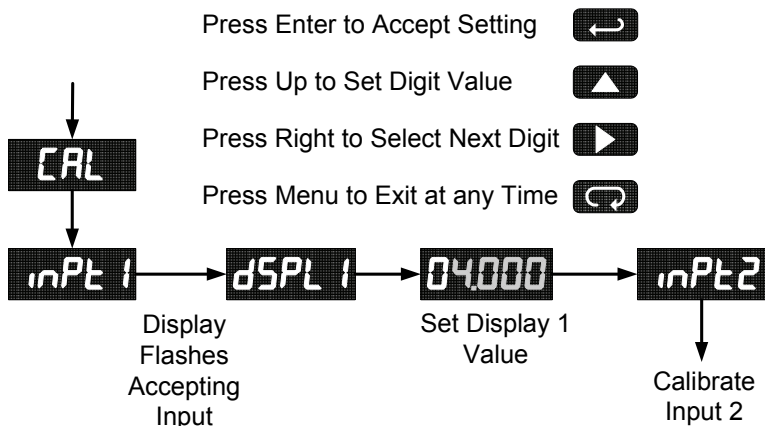 Press Enter to Accept Setting
Press Up to Set Digit Value
Press Right to Select Next Digit
Press Menu to Exit at any Time
CAL
inPt 1
dSPL 1
04.000
inPt2
Display
Flashes
Accepting
Input
Set Display 1
Value
Calibrate
Input 2